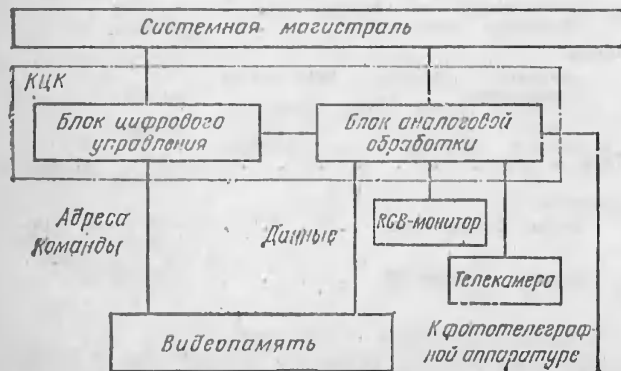 Системная магистраль
КЦК
Блок цифрового
управления
Блок аналоговой
обработки
Адреса
Команды
Данные
RGB-монитор
Телекамера
Видеопамять
К фототелеграф-
ной аппаратуре